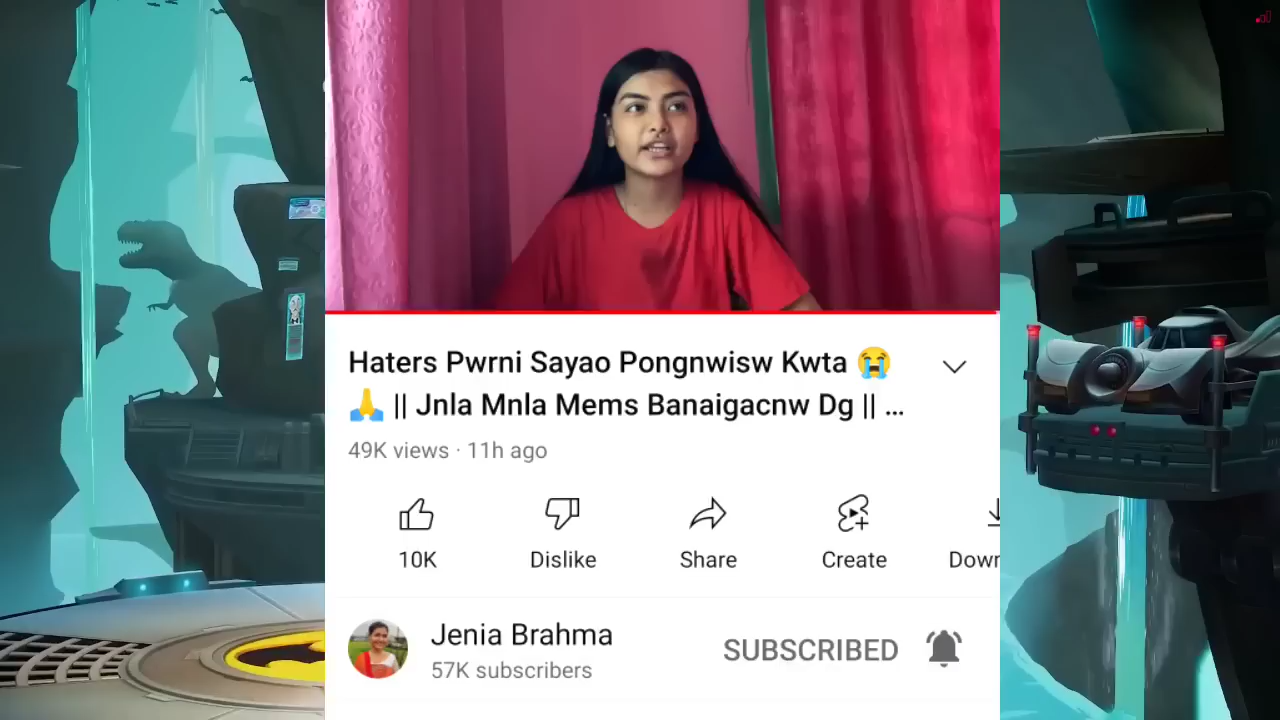 Haters Pwrni Sayao Pongnwisw Kwta 😭
🙏 || Jnla Mnla Mems Banaigacnw Dg || ...
49K views · 11h ago
10K Dislike Share Create Down
Jenia Brahma
SUBSCRIBED
57K subscribers